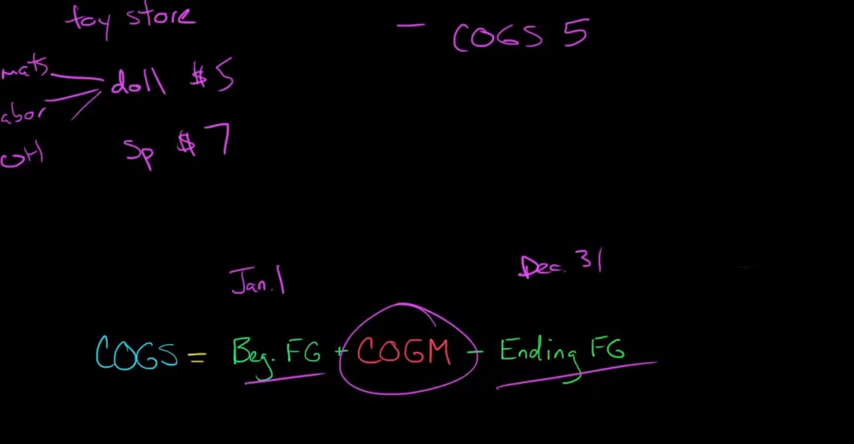 toy store
- COGS 5
mats
doll $5
abor
OH
Sp $7
Jan. 1
Dec. 31
COGS = Beg. FG + COGM - Ending FG